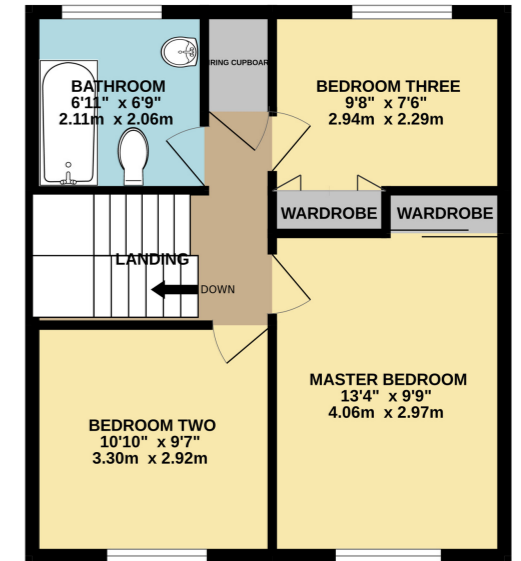 BATHROOM
6'11" x 6'9"
2.11m x 2.06m
IRING CUPBOAR
BEDROOM THREE
9'8" x 7'6"
2.94m x 2.29m
WARDROBE
WARDROBE
LANDING
DOWN
MASTER BEDROOM
13'4" x 9'9"
4.06m x 2.97m
BEDROOM TWO
10'10" x 9'7"
3.30m x 2.92m